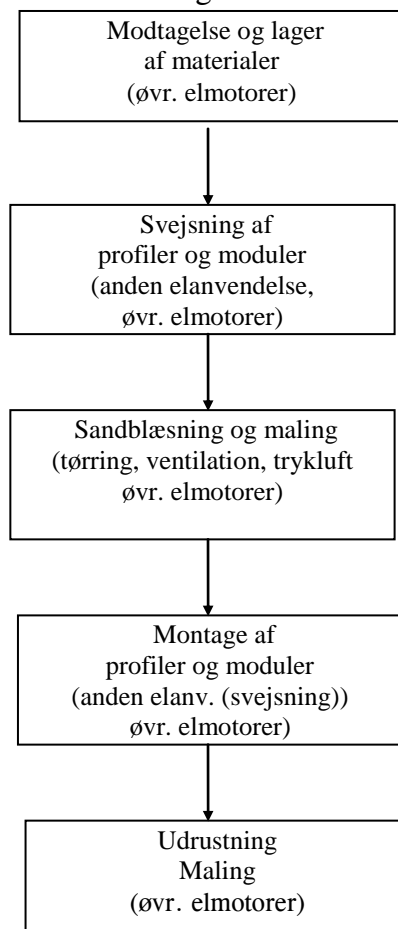 Modtagelse og lager
af materialer
(øvr. elmotorer)
Svejsning af
profiler og moduler
(anden elanvendelse,
øvr. elmotorer)
Sandblæsning og maling
(tørring, ventilation, trykluft
øvr. elmotorer)
Montage af
profiler og moduler
(anden elanv. (svejsning))
øvr. elmotorer)
Udrustning
Maling
(øvr. elmotorer)